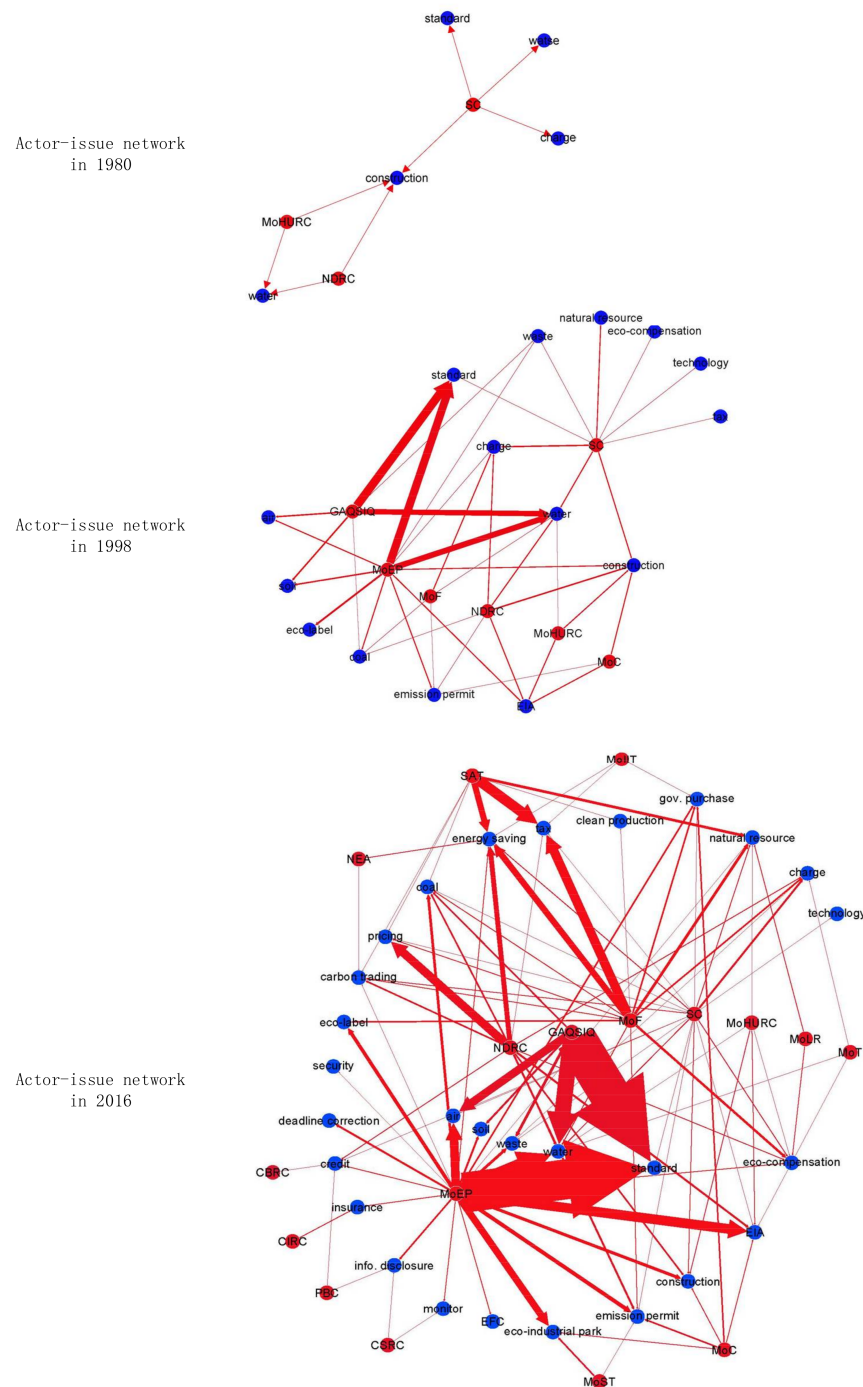 standard
watse
SC
Actor-issue network
in 1980
charge
construction
MoHURC
NDRC
water
natural resource
eco-compensation
waste
technology
standard
tax
charge
SC
GAQSIQ
water
air
Actor-issue network
in 1998
construction
MoEP
soil
MoF
NDRC
eco-label
MoHURC
coal
MoC
emission permit
EIA
MoIIT
SAT
gov. purchase
clean production
tax
energy saving
natural resource
NEA
charge
coal
technology
pricing
carbon trading
SC
eco-label
MoF
MoHURC
GAQSIQ
MoLR
NDRC
MoT
security
Actor-issue network
in 2016
air
deadline correction
soil
waste
water
credit
eco-compensation
CBRC
standard
MoEP
insurance
EIA
CIRC
info. disclosure
construction
PBC
monitor
emission permit
EFC
eco-industrial park
CSRC
MoC
MoST